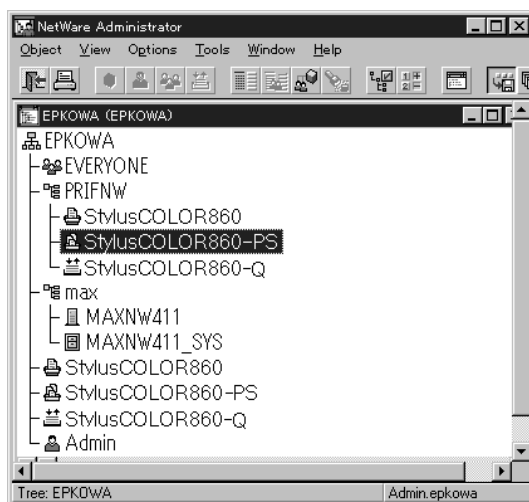 NetWare Administrator
Object View Options Tools Window Help
EPKOWA (EPKOWA)
EPKOWA
EVERYONE
PRIFNW
StylusCOLOR860
StylusCOLOR860-PS
StylusCOLOR860-Q
max
MAXNW411
MAXNW411_SYS
StylusCOLOR860
StylusCOLOR860-PS
StylusCOLOR860-Q
Admin
Tree: EPKOWA Admin.epkowa